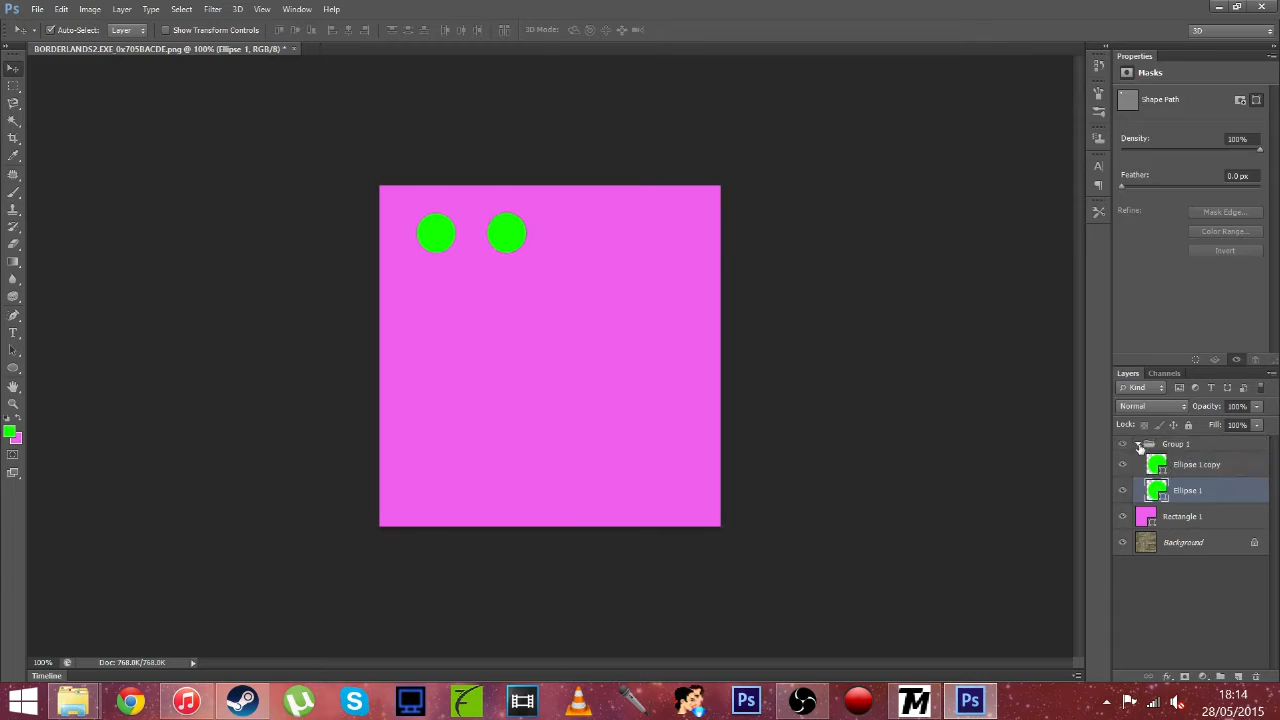 Ps File Edit Image Layer Type Select Filter 3D View Window Help
Auto-Select: Layer Show Transform Controls 3D Mode: 3D
BORDERLANDS2.EXE_0x705BACDE.png @ 100% (Ellipse 1, RGB/8) * ×
Properties
Masks
Shape Path
Density: 100%
Feather: 0.0 px
Refine: Mask Edge...
Color Range...
Invert
Layers Channels
Kind
Normal Opacity: 100%
Lock: Fill: 100%
Group 1
Ellipse 1 copy
Ellipse 1
Rectangle 1
Background
100% Doc: 768.0K/768.0K
Timeline
18:14
28/05/2015